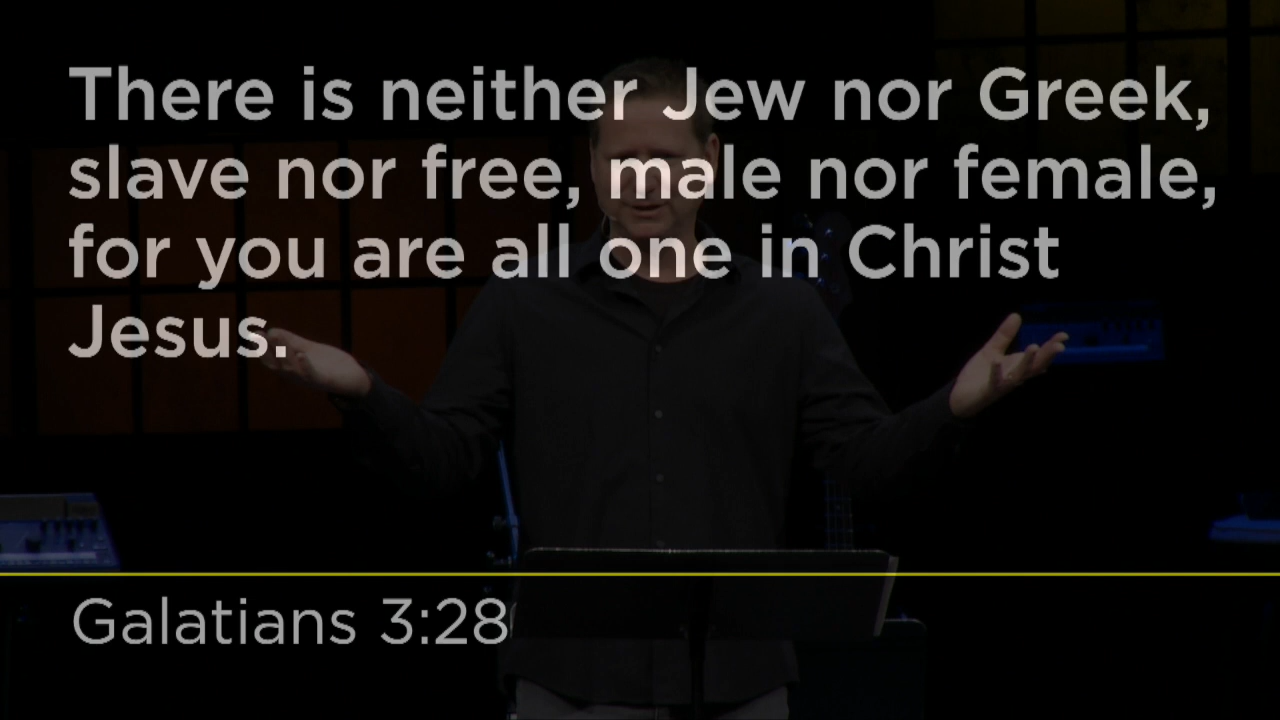 There is neither Jew nor Greek,
slave nor free, male nor female,
for you are all one in Christ
Jesus.
Galatians 3:28